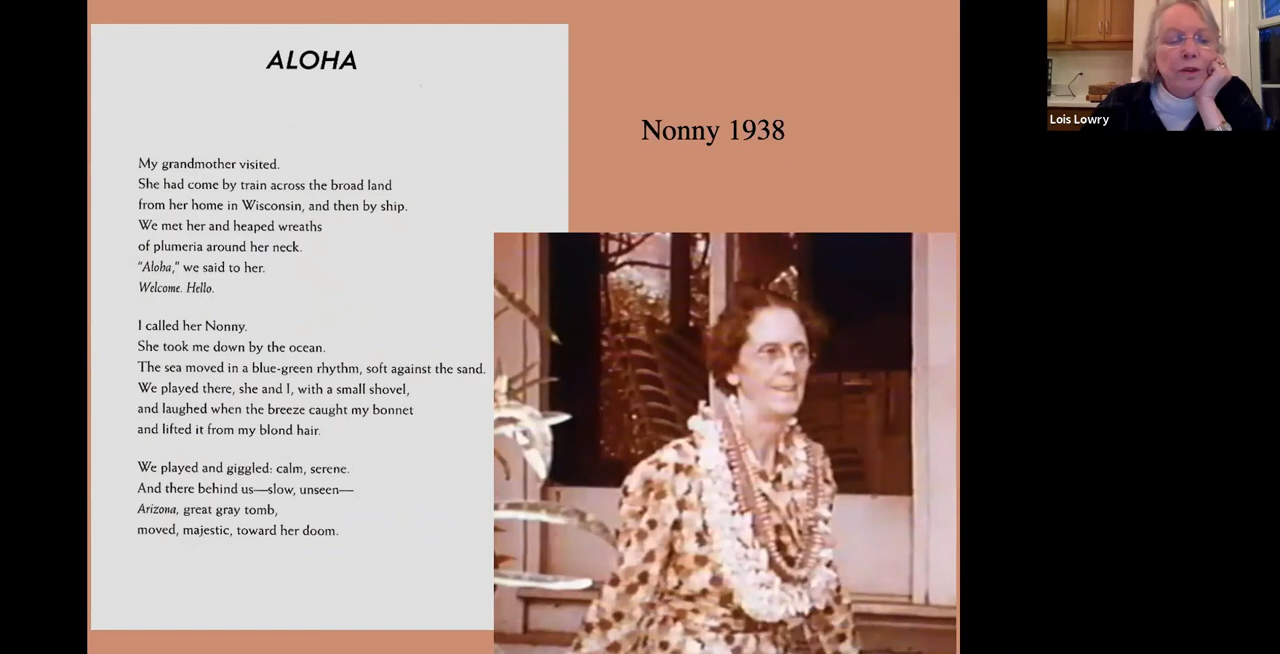 ALOHA
My grandmother visited.
She had come by train across the broad land
from her home in Wisconsin, and then by ship.
We met her and heaped wreaths
of plumeria around her neck.
"Aloha," we said to her.
Welcome. Hello.
I called her Nonny.
She took me down by the ocean.
The sea moved in a blue-green rhythm, soft against the sand.
We played there, she and I, with a small shovel,
and laughed when the breeze caught my bonnet
and lifted it from my blond hair.
We played and giggled: calm, serene.
And there behind us—slow, unseen—
Arizona, great gray tomb,
moved, majestic, toward her doom.
Nonny 1938
Lois Lowry